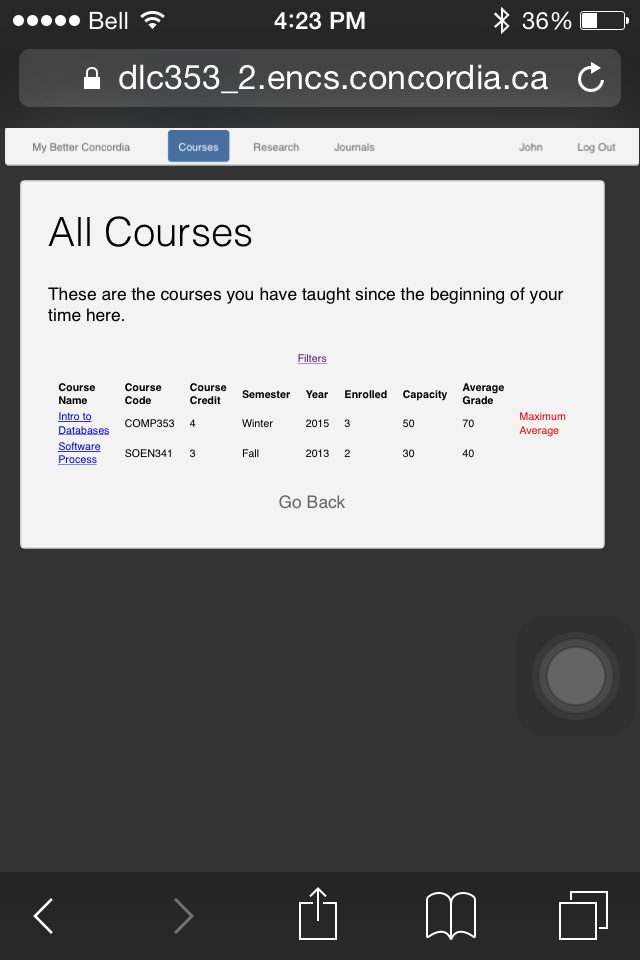 Bell 4:23 PM 36%
dlc353_2.encs.concordia.ca
My Better Concordia Courses Research Journals John Log Out
All Courses
These are the courses you have taught since the beginning of your
time here.
Filters
Course Name Course Code Course Credit Semester Year Enrolled Capacity Average Grade
Intro to Databases COMP353 4 Winter 2015 3 50 70 Maximum Average
Software Process SOEN341 3 Fall 2013 2 30 40
Go Back